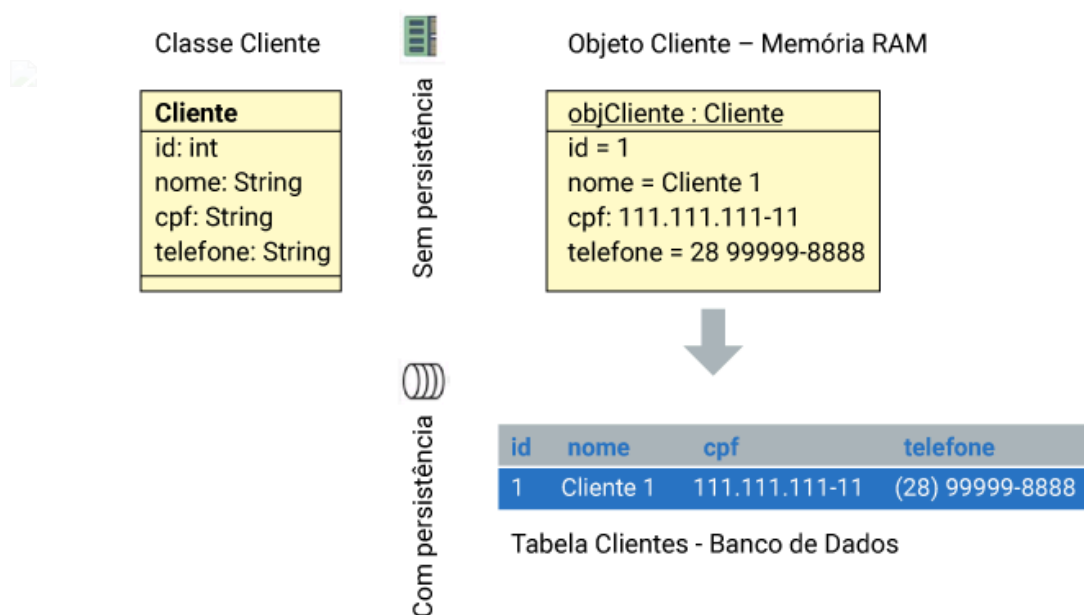 Classe Cliente
Objeto Cliente – Memória RAM
Sem persistência
Cliente
id: int
nome: String
cpf: String
telefone: String
objCliente : Cliente
id = 1
nome = Cliente 1
cpf: 111.111.111-11
telefone = 28 99999-8888
Com persistência
id nome cpf telefone
1 Cliente 1 111.111.111-11 (28) 99999-8888
Tabela Clientes - Banco de Dados